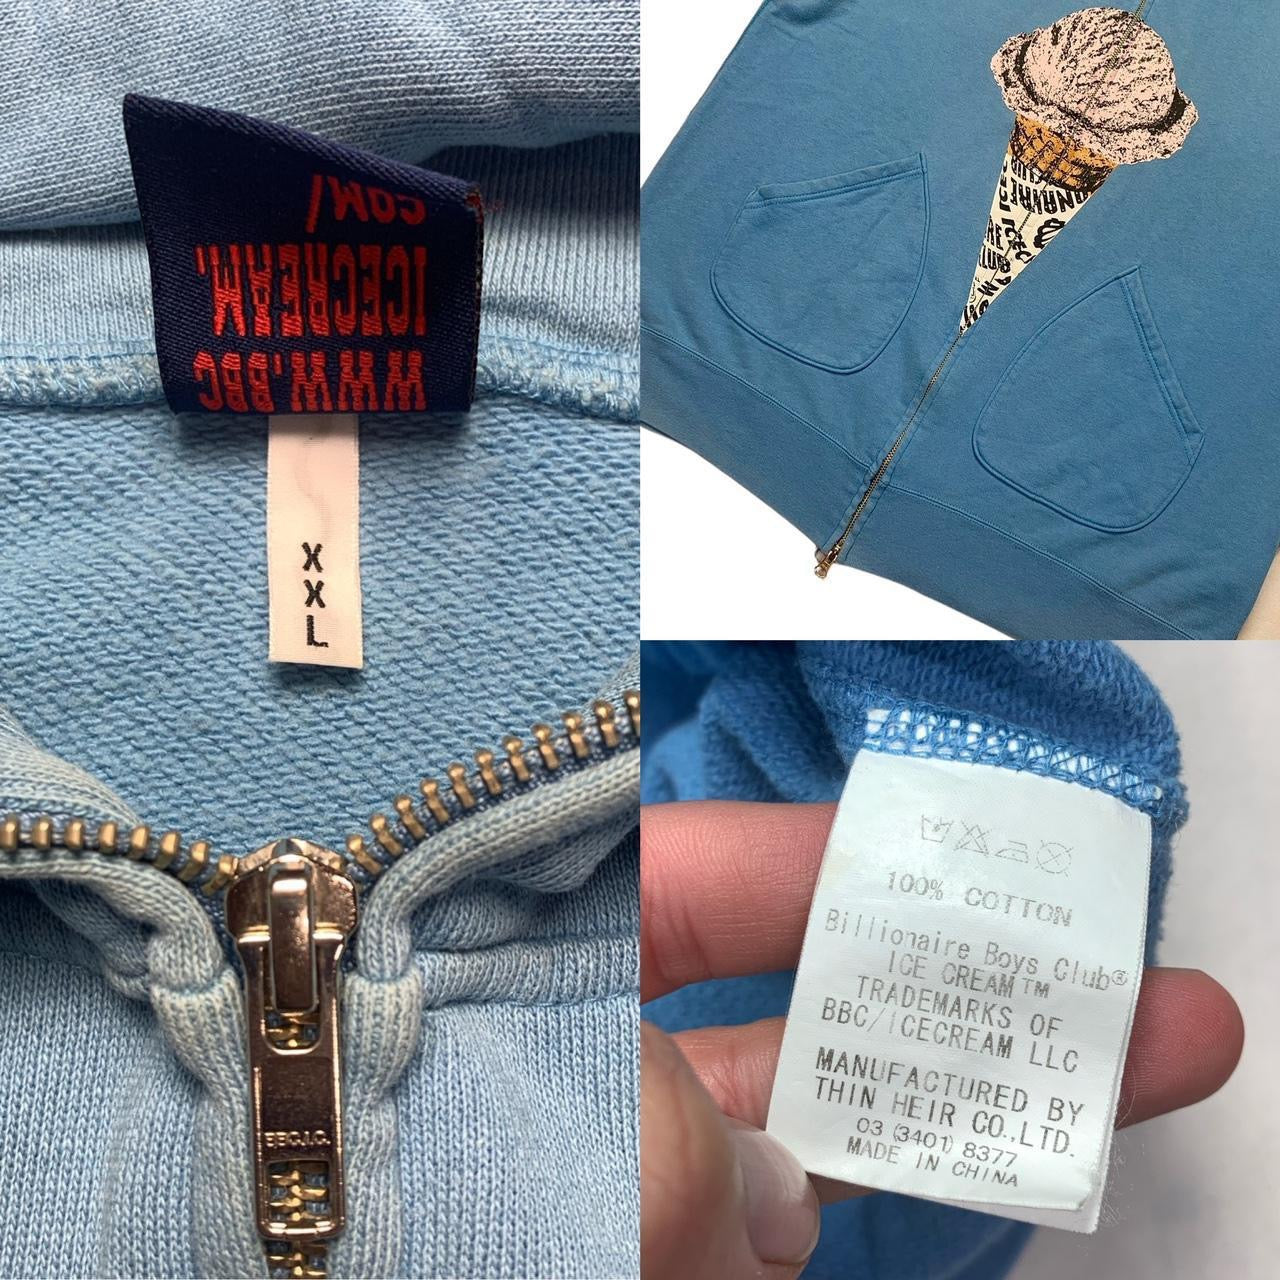 WWW.BBC
ICECREAM.
COM/
X
X
L
100% COTTON
Billionaire Boys Club®
ICE CREAM™
TRADEMARKS OF
BBC/ICECREAM LLC
MANUFACTURED BY
THIN HEIR CO.,LTD.
03 (3401) 8377
MADE IN CHINA